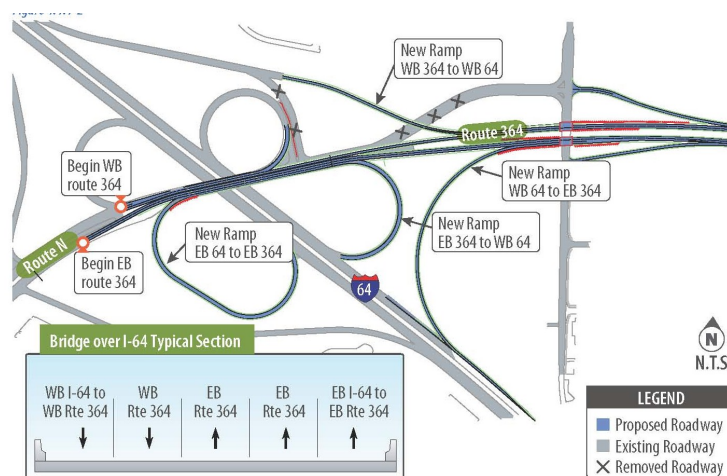 New Ramp
WB 364 to WB 64
Route 364
Begin WB
route 364
New Ramp
WB 64 to EB 364
New Ramp
EB 64 to EB 364
New Ramp
EB 364 to WB 64
Route N
Begin EB
route 364
64
N
N.T.S
Bridge over I-64 Typical Section
WB I-64 to
WB Rte 364
WB
Rte 364
EB
Rte 364
EB
Rte 364
EB I-64 to
EB Rte 364
LEGEND
Proposed Roadway
Existing Roadway
Removed Roadway